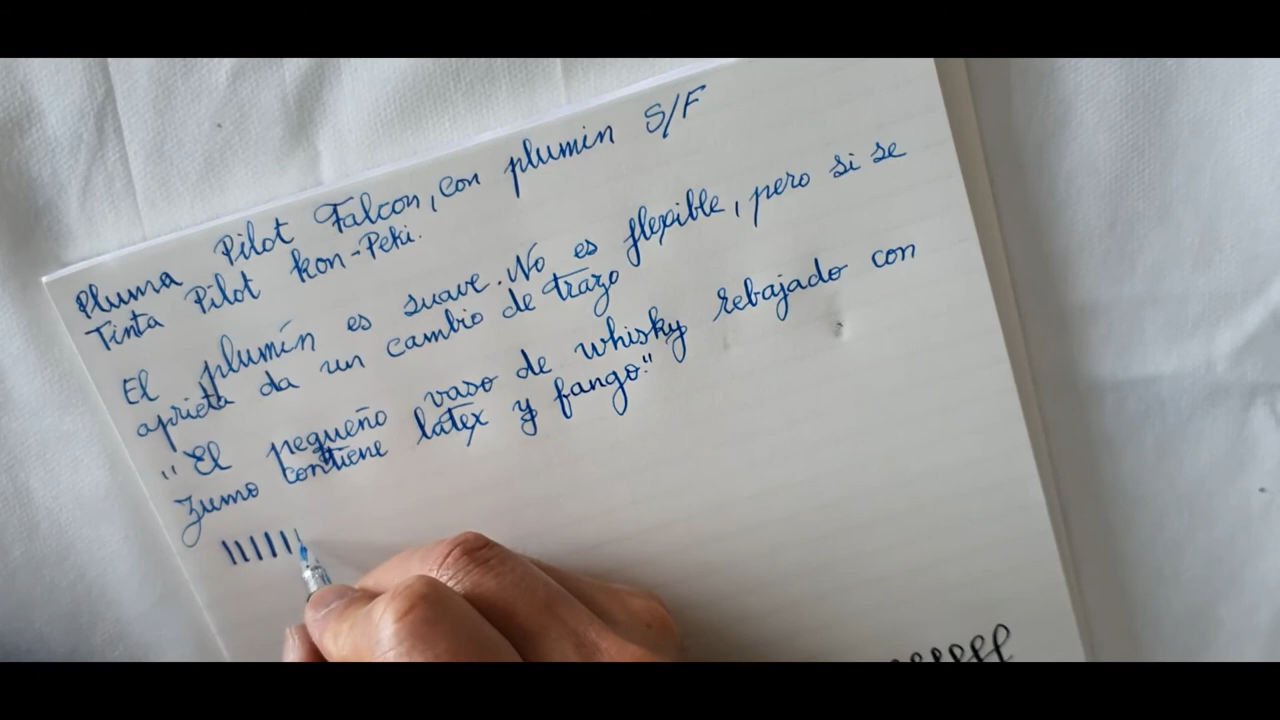 Pluma Pilot Falcon, con plumin S/F
Tinta Pilot Kon-Peki.
El plumín es suave. No es flexible, pero si se
aprieta da un cambio de trazo
"El pequeño vaso de whisky rebajado con
Zumo contiene latex y fango."